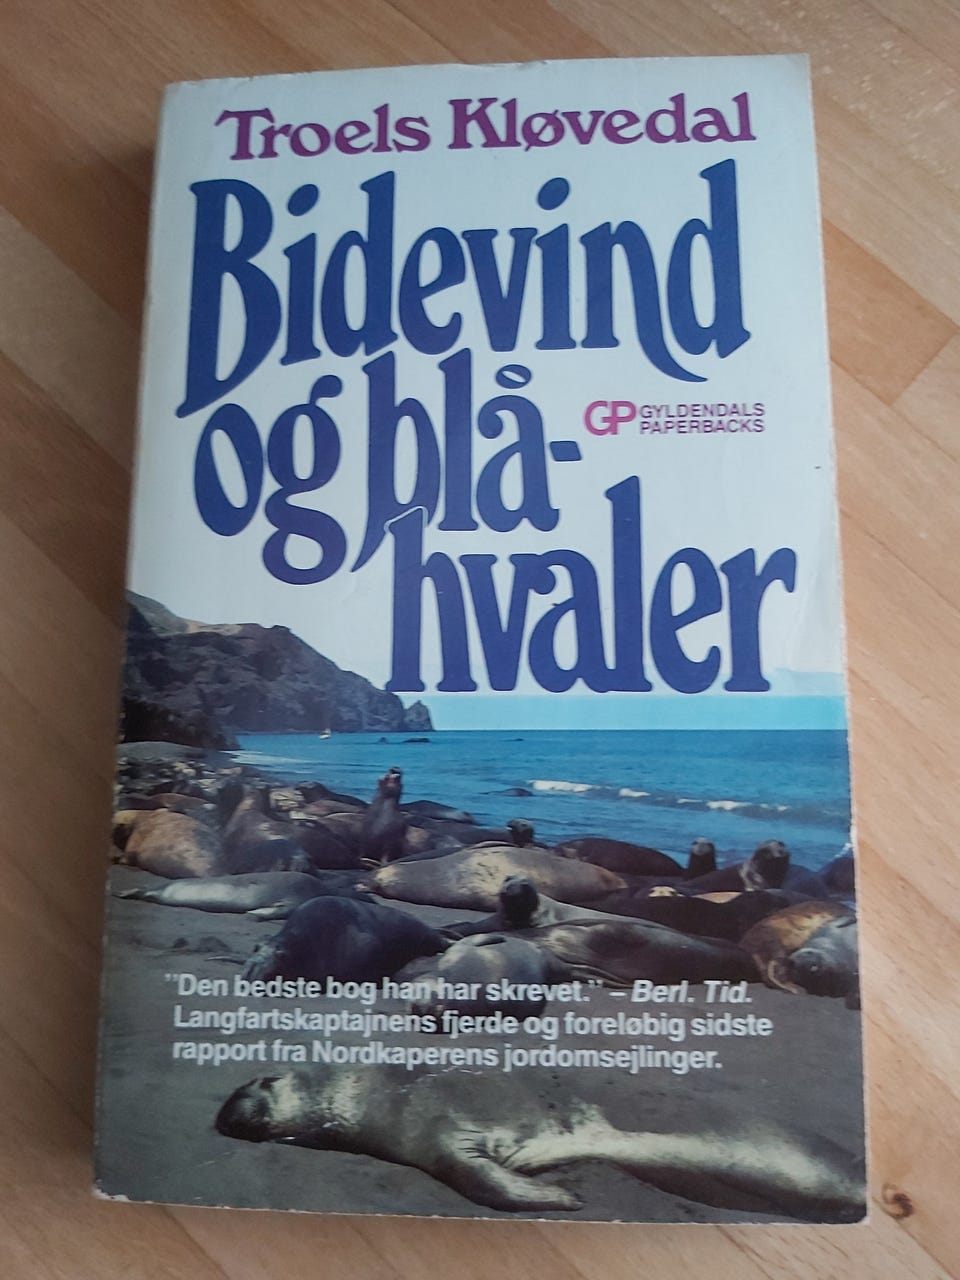 Troels Kløvedal
Bidevind
og blå-
hvaler
GP GYLDENDALS
PAPERBACKS
"Den bedste bog han har skrevet." – Berl. Tid.
Langfartskaptajnens fjerde og foreløbig sidste
rapport fra Nordkaperens jordomsejlinger.